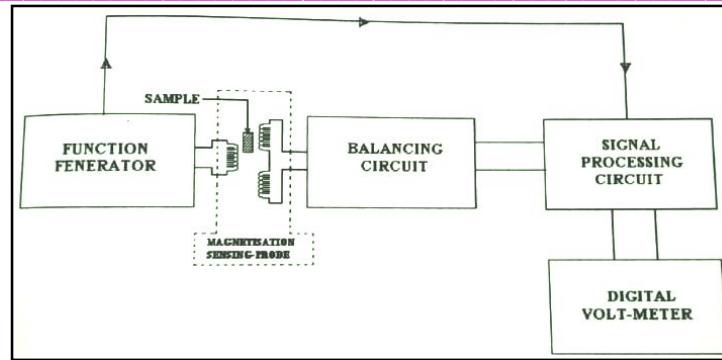 SAMPLE
FUNCTION
FENERATOR
BALANCING
CIRCUIT
SIGNAL
PROCESSING
CIRCUIT
MAGNETISATION
SENSING-PROBE
DIGITAL
VOLT-METER